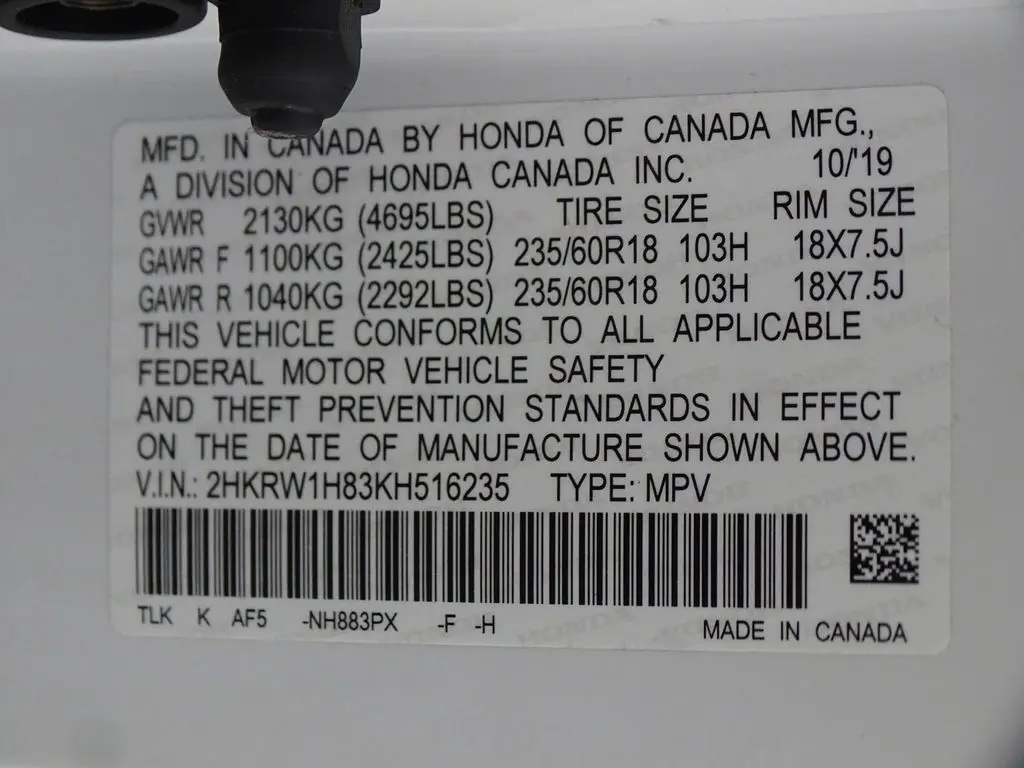 MFD. IN CANADA BY HONDA OF CANADA MFG.,
A DIVISION OF HONDA CANADA INC. 10/'19
GVWR 2130KG (4695LBS) TIRE SIZE RIM SIZE
GAWR F 1100KG (2425LBS) 235/60R18 103H 18X7.5J
GAWR R 1040KG (2292LBS) 235/60R18 103H 18X7.5J
THIS VEHICLE CONFORMS TO ALL APPLICABLE
FEDERAL MOTOR VEHICLE SAFETY
AND THEFT PREVENTION STANDARDS IN EFFECT
ON THE DATE OF MANUFACTURE SHOWN ABOVE.
V.I.N.: 2HKRW1H83KH516235 TYPE: MPV
TLK K AF5 -NH883PX -F -H
MADE IN CANADA